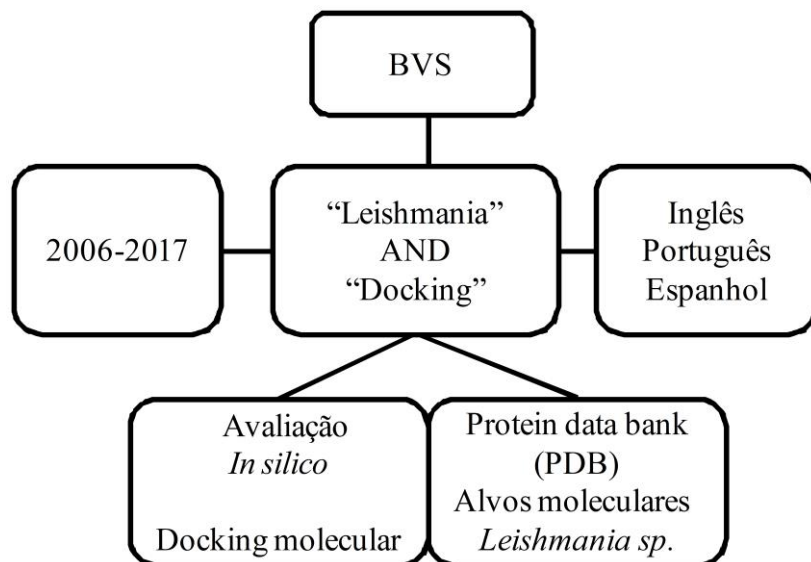 BVS
2006-2017
“Leishmania”
AND
“Docking”
Inglês
Português
Espanhol
Avaliação
In silico
Docking molecular
Protein data bank
(PDB)
Alvos moleculares
Leishmania sp.